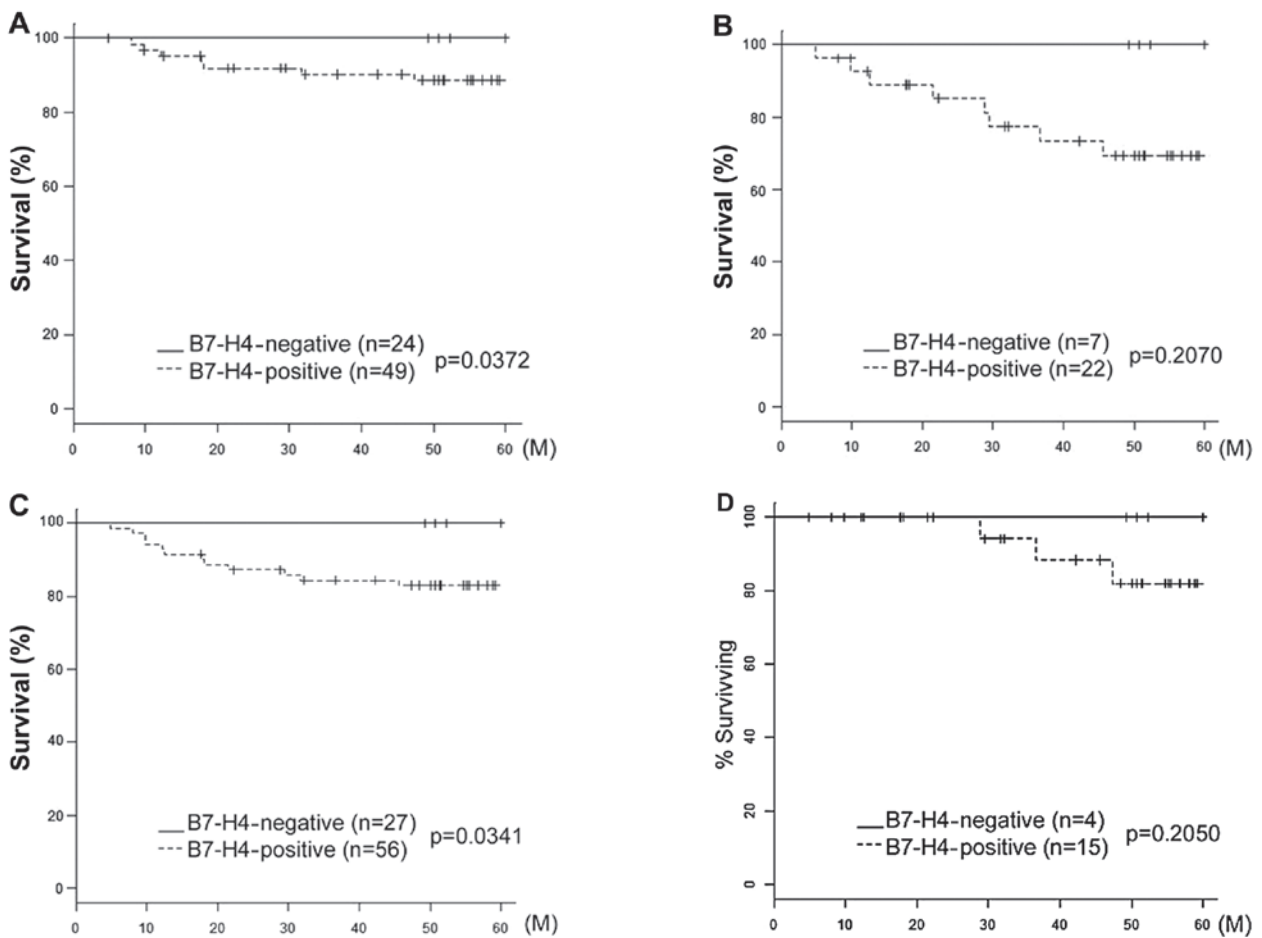 A
100
80
60
40
20
0
Survival (%)
B7-H4-negative (n=24)
B7-H4-positive (n=49)
p=0.0372
0 10 20 30 40 50 60 (M)
B
100
80
60
40
20
0
Survival (%)
B7-H4-negative (n=7)
B7-H4-positive (n=22)
p=0.2070
0 10 20 30 40 50 60 (M)
C
100
80
60
40
20
0
Survival (%)
B7-H4-negative (n=27)
B7-H4-positive (n=56)
p=0.0341
0 10 20 30 40 50 60 (M)
D
100
80
60
40
20
0
% Survivving
B7-H4-negative (n=4)
B7-H4-positive (n=15)
p=0.2050
0 10 20 30 40 50 60 (M)